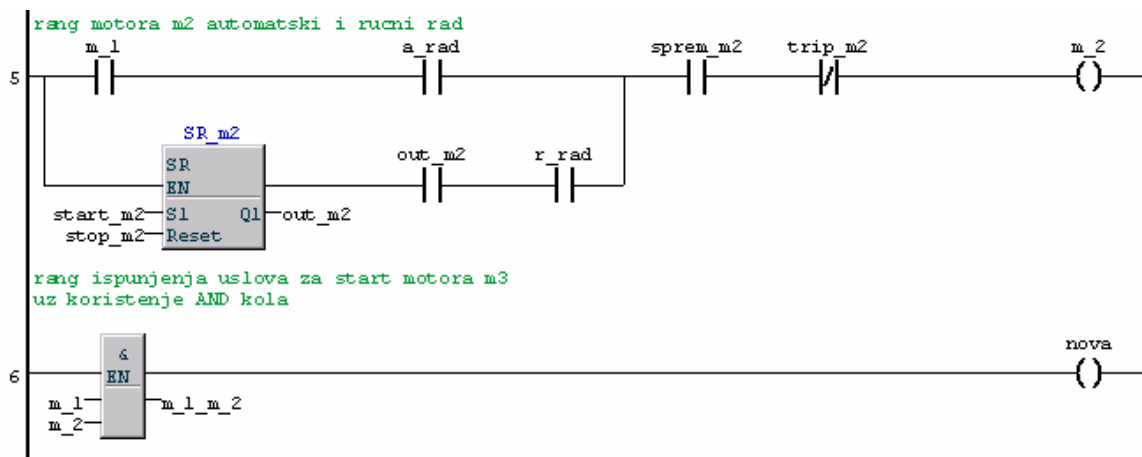 rang motora m2 automatski i rucni rad
m_1 a_rad sprem_m2 trip_m2 m_2
5
SR_m2
SR
EN
out_m2 r_rad
start_m2 S1 Q1 out_m2
stop_m2 Reset
rang ispunjenja uslova za start motora m3
uz koristenje AND kola
nova
&
6
EN
m_1 m_1_m_2
m_2